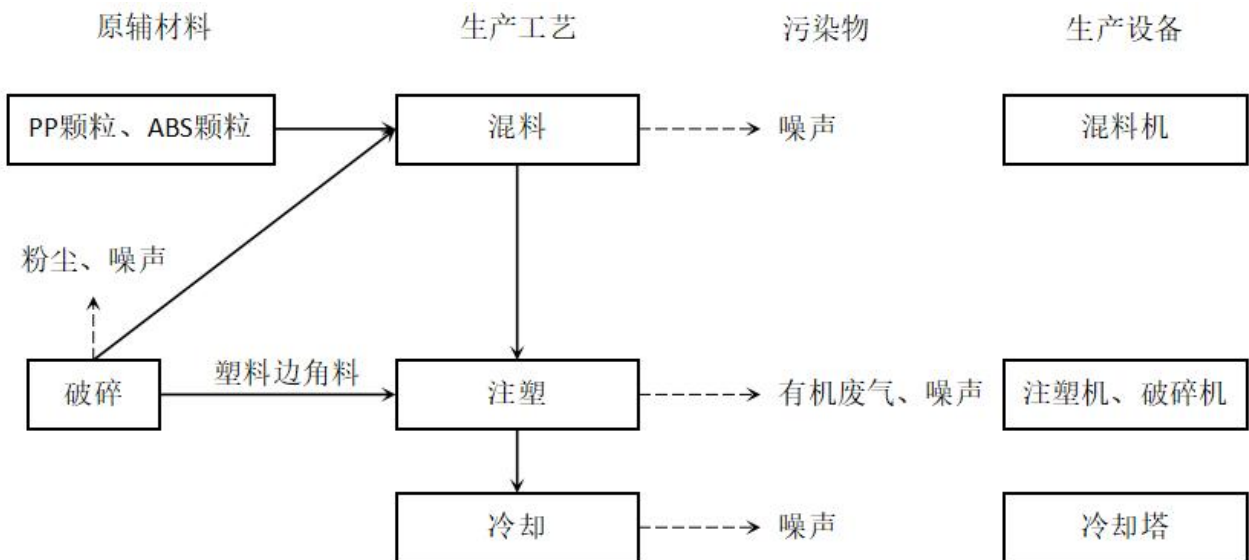 原辅材料 生产工艺 污染物 生产设备
PP颗粒、ABS颗粒 混料 噪声 混料机
粉尘、噪声
塑料边角料
破碎 注塑 有机废气、噪声 注塑机、破碎机
冷却 噪声 冷却塔